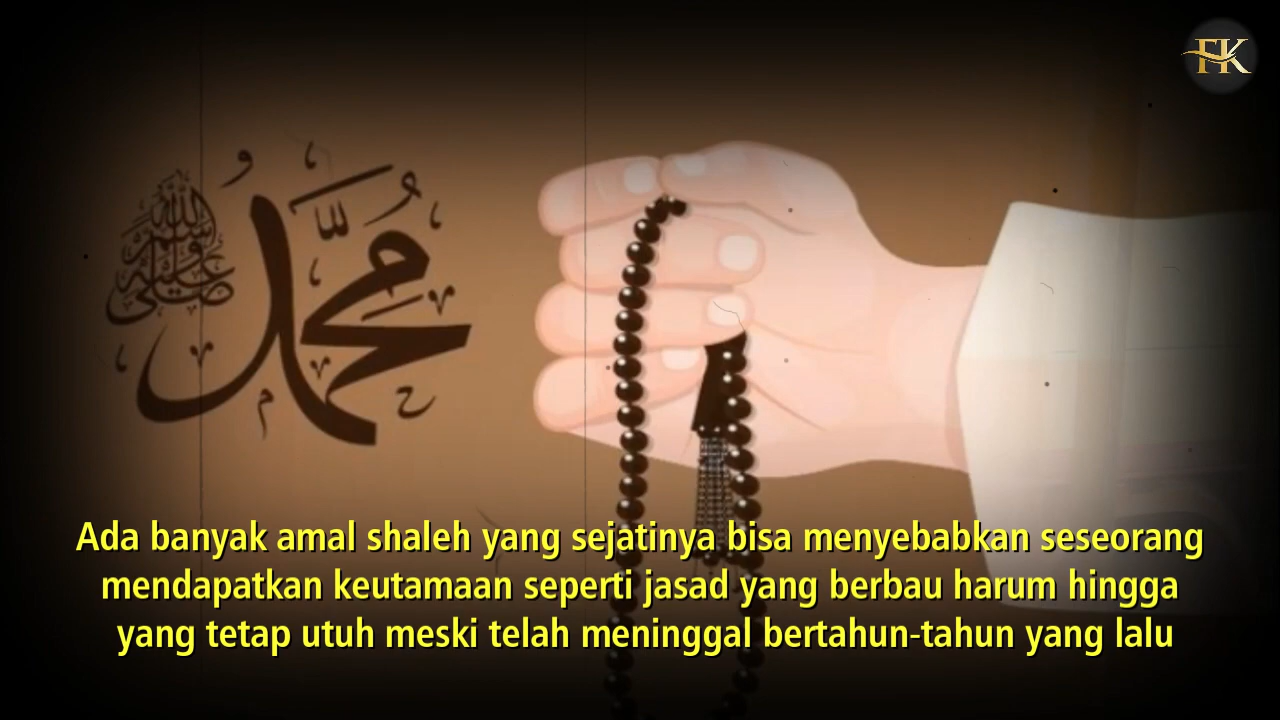 FK
محمد
صلى الله عليه وسلم
Ada banyak amal shaleh yang sejatinya bisa menyebabkan seseorang
mendapatkan keutamaan seperti jasad yang berbau harum hingga
yang tetap utuh meski telah meninggal bertahun-tahun yang lalu